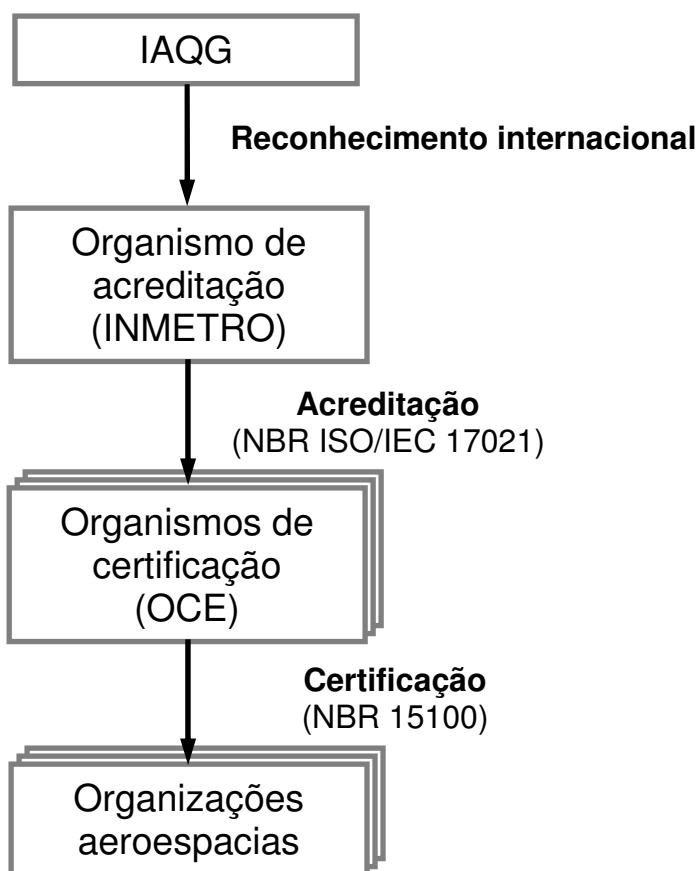 IAQG
Reconhecimento internacional
Organismo de
acreditação
(INMETRO)
Acreditação
(NBR ISO/IEC 17021)
Organismos de
certificação
(OCE)
Certificação
(NBR 15100)
Organizações
aeroespacias